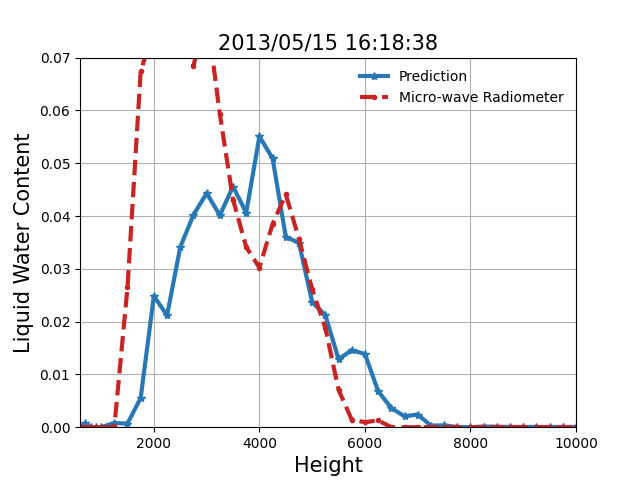 2013/05/15 16:18:38
0.07
0.06
0.05
0.04
0.03
0.02
0.01
0.00
Liquid Water Content
Prediction
Micro-wave Radiometer
2000 4000 6000 8000 10000
Height